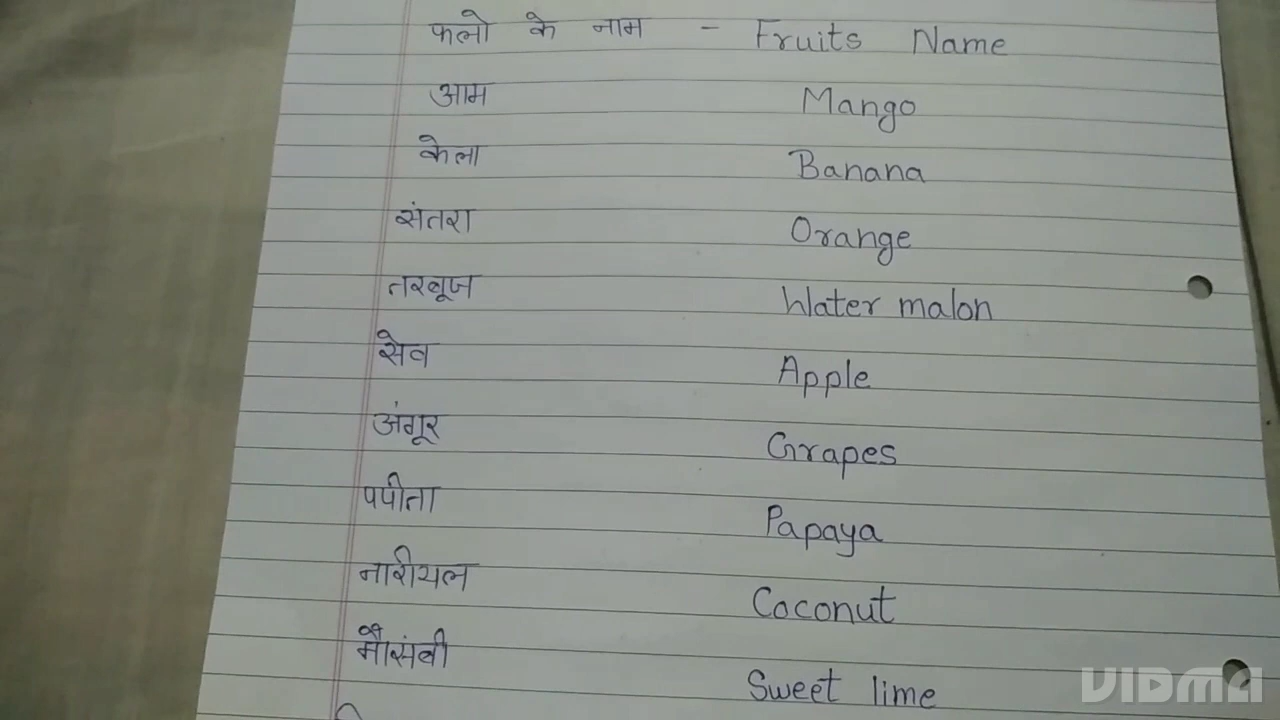 फलो के नाम - Fruits Name
आम Mango
केला Banana
संतरा Orange
तरबूज Water malon
सेव Apple
अंगूर Grapes
पपीता Papaya
नारीयल Coconut
मौसंबी Sweet lime
VIDMA